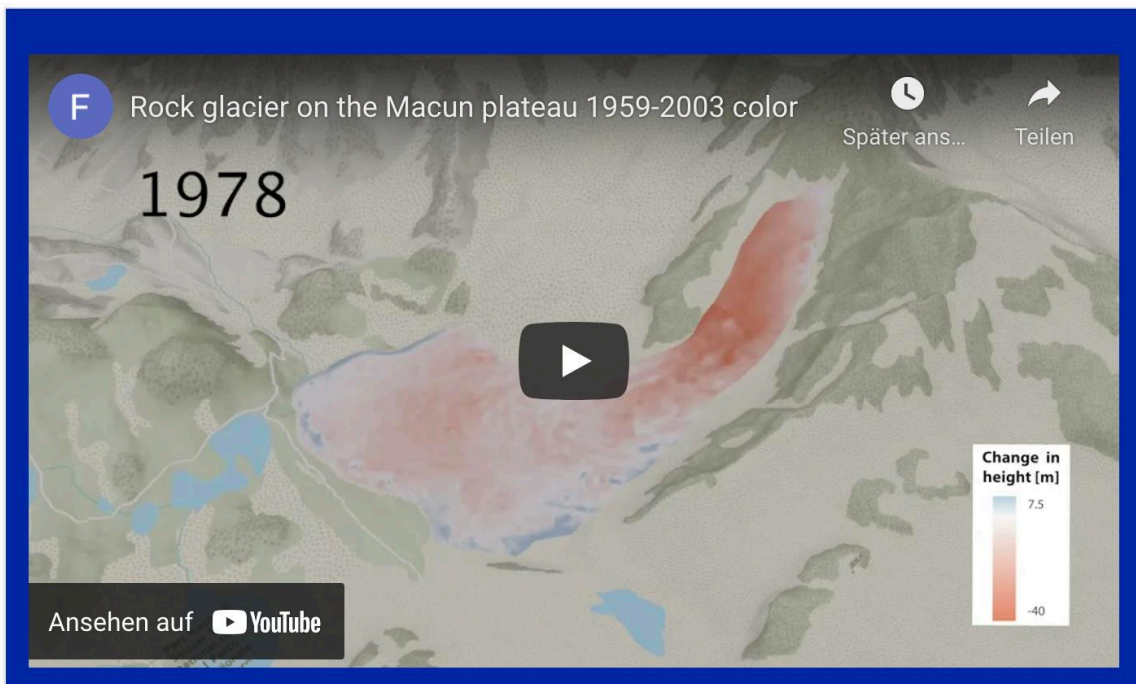 F
Rock glacier on the Macun plateau 1959-2003 color
Später ans...
Teilen
1978
Change in
height [m]
7.5
-40
Ansehen auf YouTube